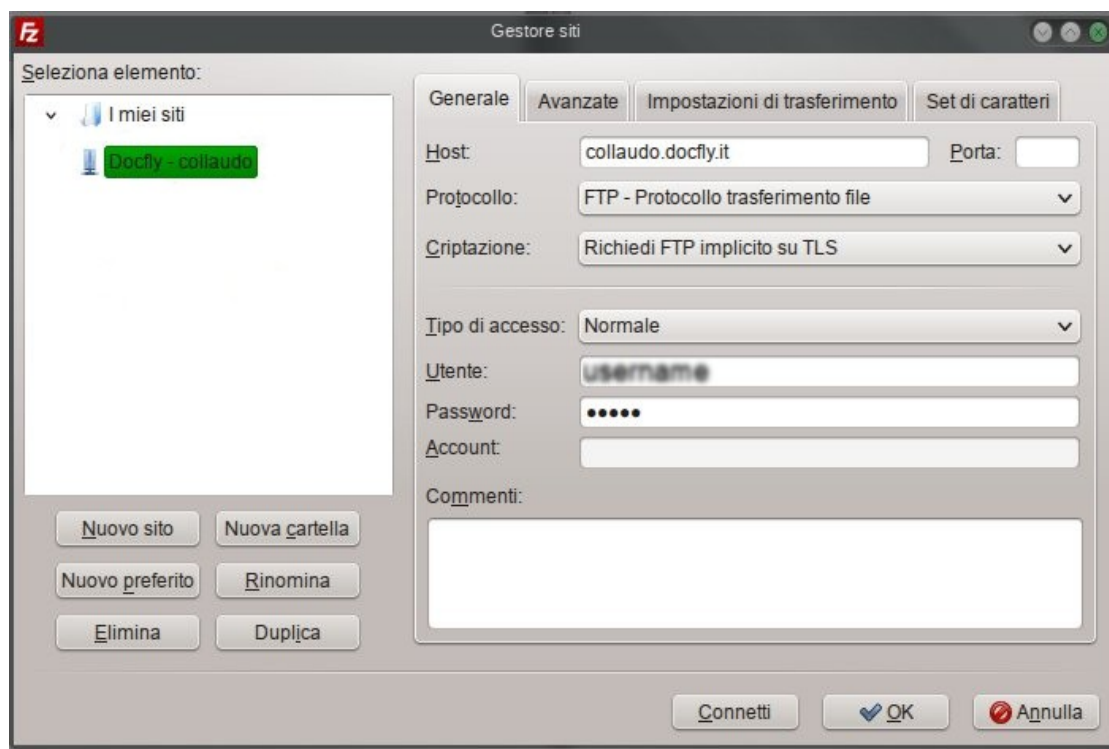 Fz
Gestore siti
Seleziona elemento:
I miei siti
Docfly - collaudo
Nuovo sito
Nuova cartella
Nuovo preferito
Rinomina
Elimina
Duplica
Generale
Avanzate
Impostazioni di trasferimento
Set di caratteri
Host:
collaudo.docfly.it
Porta:
Protocollo:
FTP - Protocollo trasferimento file
Criptazione:
Richiedi FTP implicito su TLS
Tipo di accesso:
Normale
Utente:
username
Password:
•••••
Account:
Commenti:
Connetti
OK
Annulla